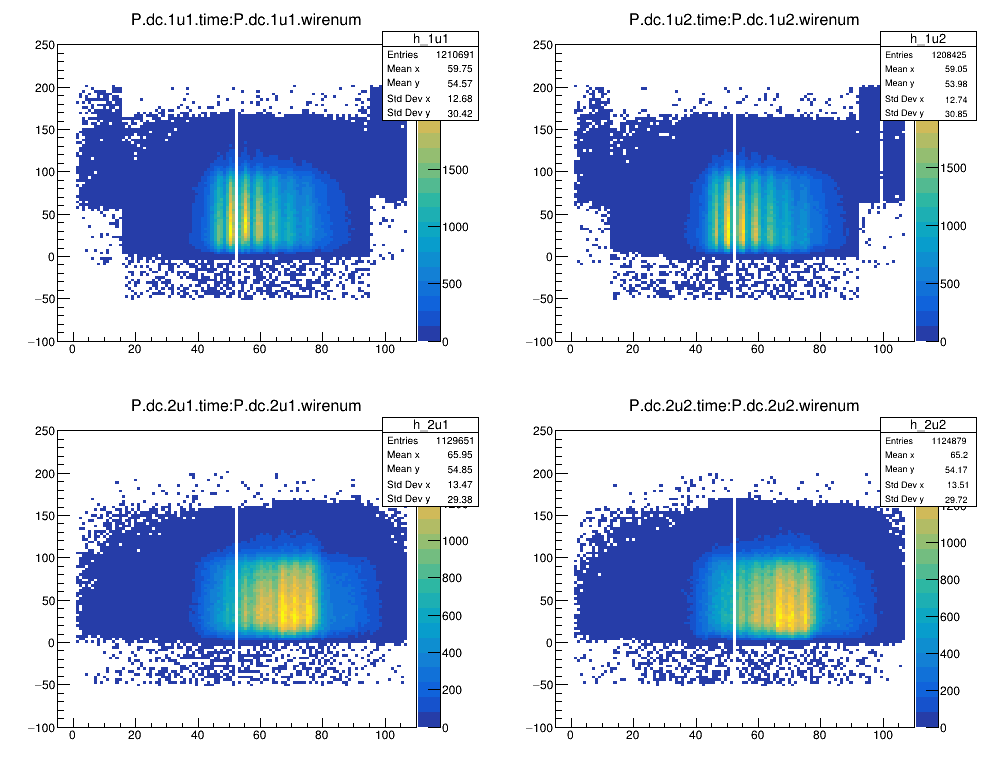 P.dc.1u1.time:P.dc.1u1.wirenum
h_1u1
Entries 1210691
Mean x 59.75
Mean y 54.57
Std Dev x 12.68
Std Dev y 30.42
250
200
150
100
50
0
−50
−100
0 20 40 60 80 100
1500
1000
500
0
P.dc.1u2.time:P.dc.1u2.wirenum
h_1u2
Entries 1208425
Mean x 59.05
Mean y 53.98
Std Dev x 12.74
Std Dev y 30.85
250
200
150
100
50
0
−50
−100
0 20 40 60 80 100
1500
1000
500
0
P.dc.2u1.time:P.dc.2u1.wirenum
h_2u1
Entries 1129651
Mean x 65.95
Mean y 54.85
Std Dev x 13.47
Std Dev y 29.38
250
200
150
100
50
0
−50
−100
0 20 40 60 80 100
1200
1000
800
600
400
200
0
P.dc.2u2.time:P.dc.2u2.wirenum
h_2u2
Entries 1124879
Mean x 65.2
Mean y 54.17
Std Dev x 13.51
Std Dev y 29.72
250
200
150
100
50
0
−50
−100
0 20 40 60 80 100
1200
1000
800
600
400
200
0